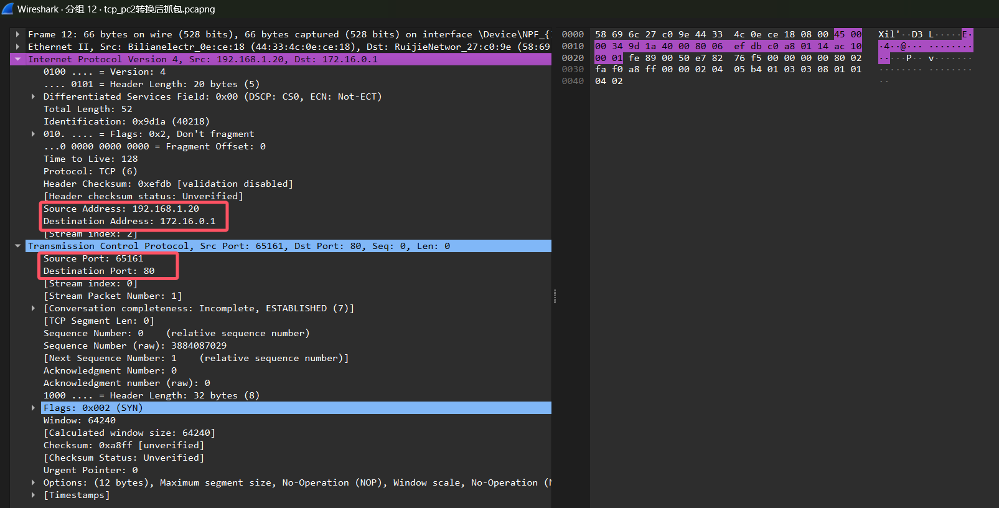 Wireshark · 分组 12 · tcp_pc2转换后抓包.pcapng
Frame 12: 66 bytes on wire (528 bits), 66 bytes captured (528 bits) on interface \Device\NPF_{
Ethernet II, Src: Bilianelectr_0e:ce:18 (44:33:4c:0e:ce:18), Dst: RuijieNetwor_27:c0:9e (58:69
Internet Protocol Version 4, Src: 192.168.1.20, Dst: 172.16.0.1
0100 .... = Version: 4
.... 0101 = Header Length: 20 bytes (5)
Differentiated Services Field: 0x00 (DSCP: CS0, ECN: Not-ECT)
Total Length: 52
Identification: 0x9d1a (40218)
010. .... = Flags: 0x2, Don't fragment
...0 0000 0000 0000 = Fragment Offset: 0
Time to Live: 128
Protocol: TCP (6)
Header Checksum: 0xefdb [validation disabled]
[Header checksum status: Unverified]
Source Address: 192.168.1.20
Destination Address: 172.16.0.1
[Stream index: 2]
Transmission Control Protocol, Src Port: 65161, Dst Port: 80, Seq: 0, Len: 0
Source Port: 65161
Destination Port: 80
[Stream index: 0]
[Stream Packet Number: 1]
[Conversation completeness: Incomplete, ESTABLISHED (7)]
[TCP Segment Len: 0]
Sequence Number: 0    (relative sequence number)
Sequence Number (raw): 3884087029
[Next Sequence Number: 1    (relative sequence number)]
Acknowledgment Number: 0
Acknowledgment number (raw): 0
1000 .... = Header Length: 32 bytes (8)
Flags: 0x002 (SYN)
Window: 64240
[Calculated window size: 64240]
Checksum: 0xa8ff [unverified]
[Checksum Status: Unverified]
Urgent Pointer: 0
Options: (12 bytes), Maximum segment size, No-Operation (NOP), Window scale, No-Operation (N
[Timestamps]
0000 58 69 6c 27 c0 9e 44 33 4c 0e ce 18 08 00 45 00 Xil'··D3 L·····E·
0010 00 34 9d 1a 40 00 80 06 ef db c0 a8 01 14 ac 10 ·4··@··· ········
0020 00 01 fe 89 00 50 e7 82 76 f5 00 00 00 00 80 02 ·····P·· v·······
0030 fa f0 a8 ff 00 00 02 04 05 b4 01 03 03 08 01 01 ········ ········
0040 04 02 ··